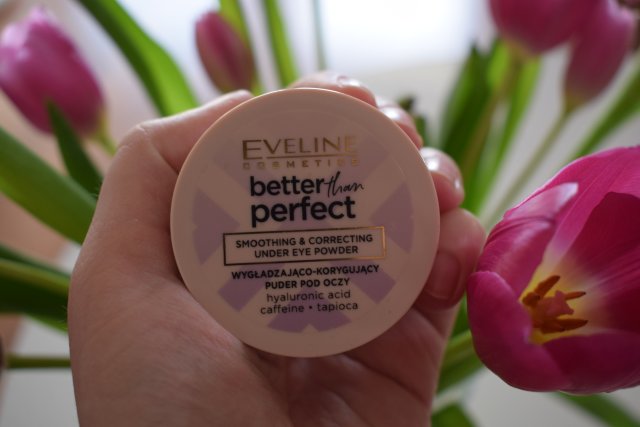 EVELINE
COSMETICS
better than
perfect
SMOOTHING & CORRECTING
UNDER EYE POWDER
WYGŁADZAJĄCO-KORYGUJĄCY
PUDER POD OCZY
hyaluronic acid
caffeine • tapioca